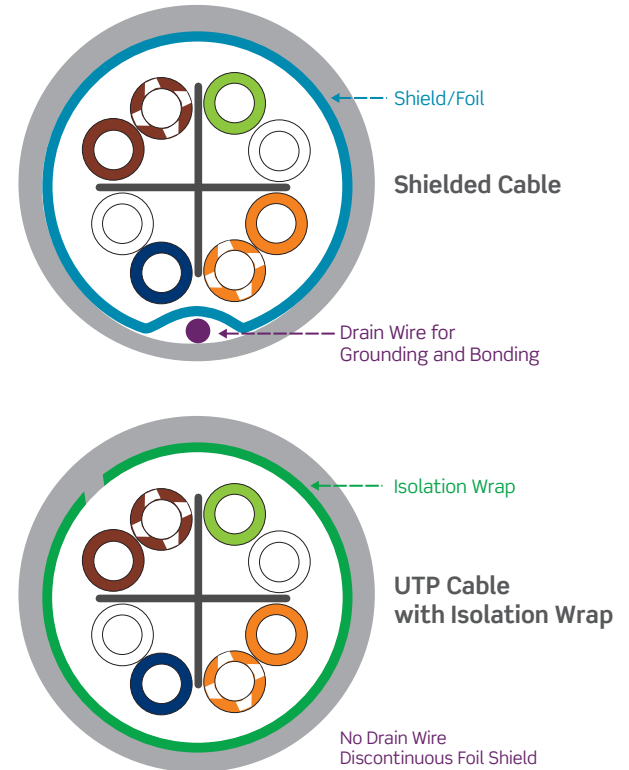 Shield/Foil
Shielded Cable
Drain Wire for
Grounding and Bonding
Isolation Wrap
UTP Cable
with Isolation Wrap
No Drain Wire
Discontinuous Foil Shield